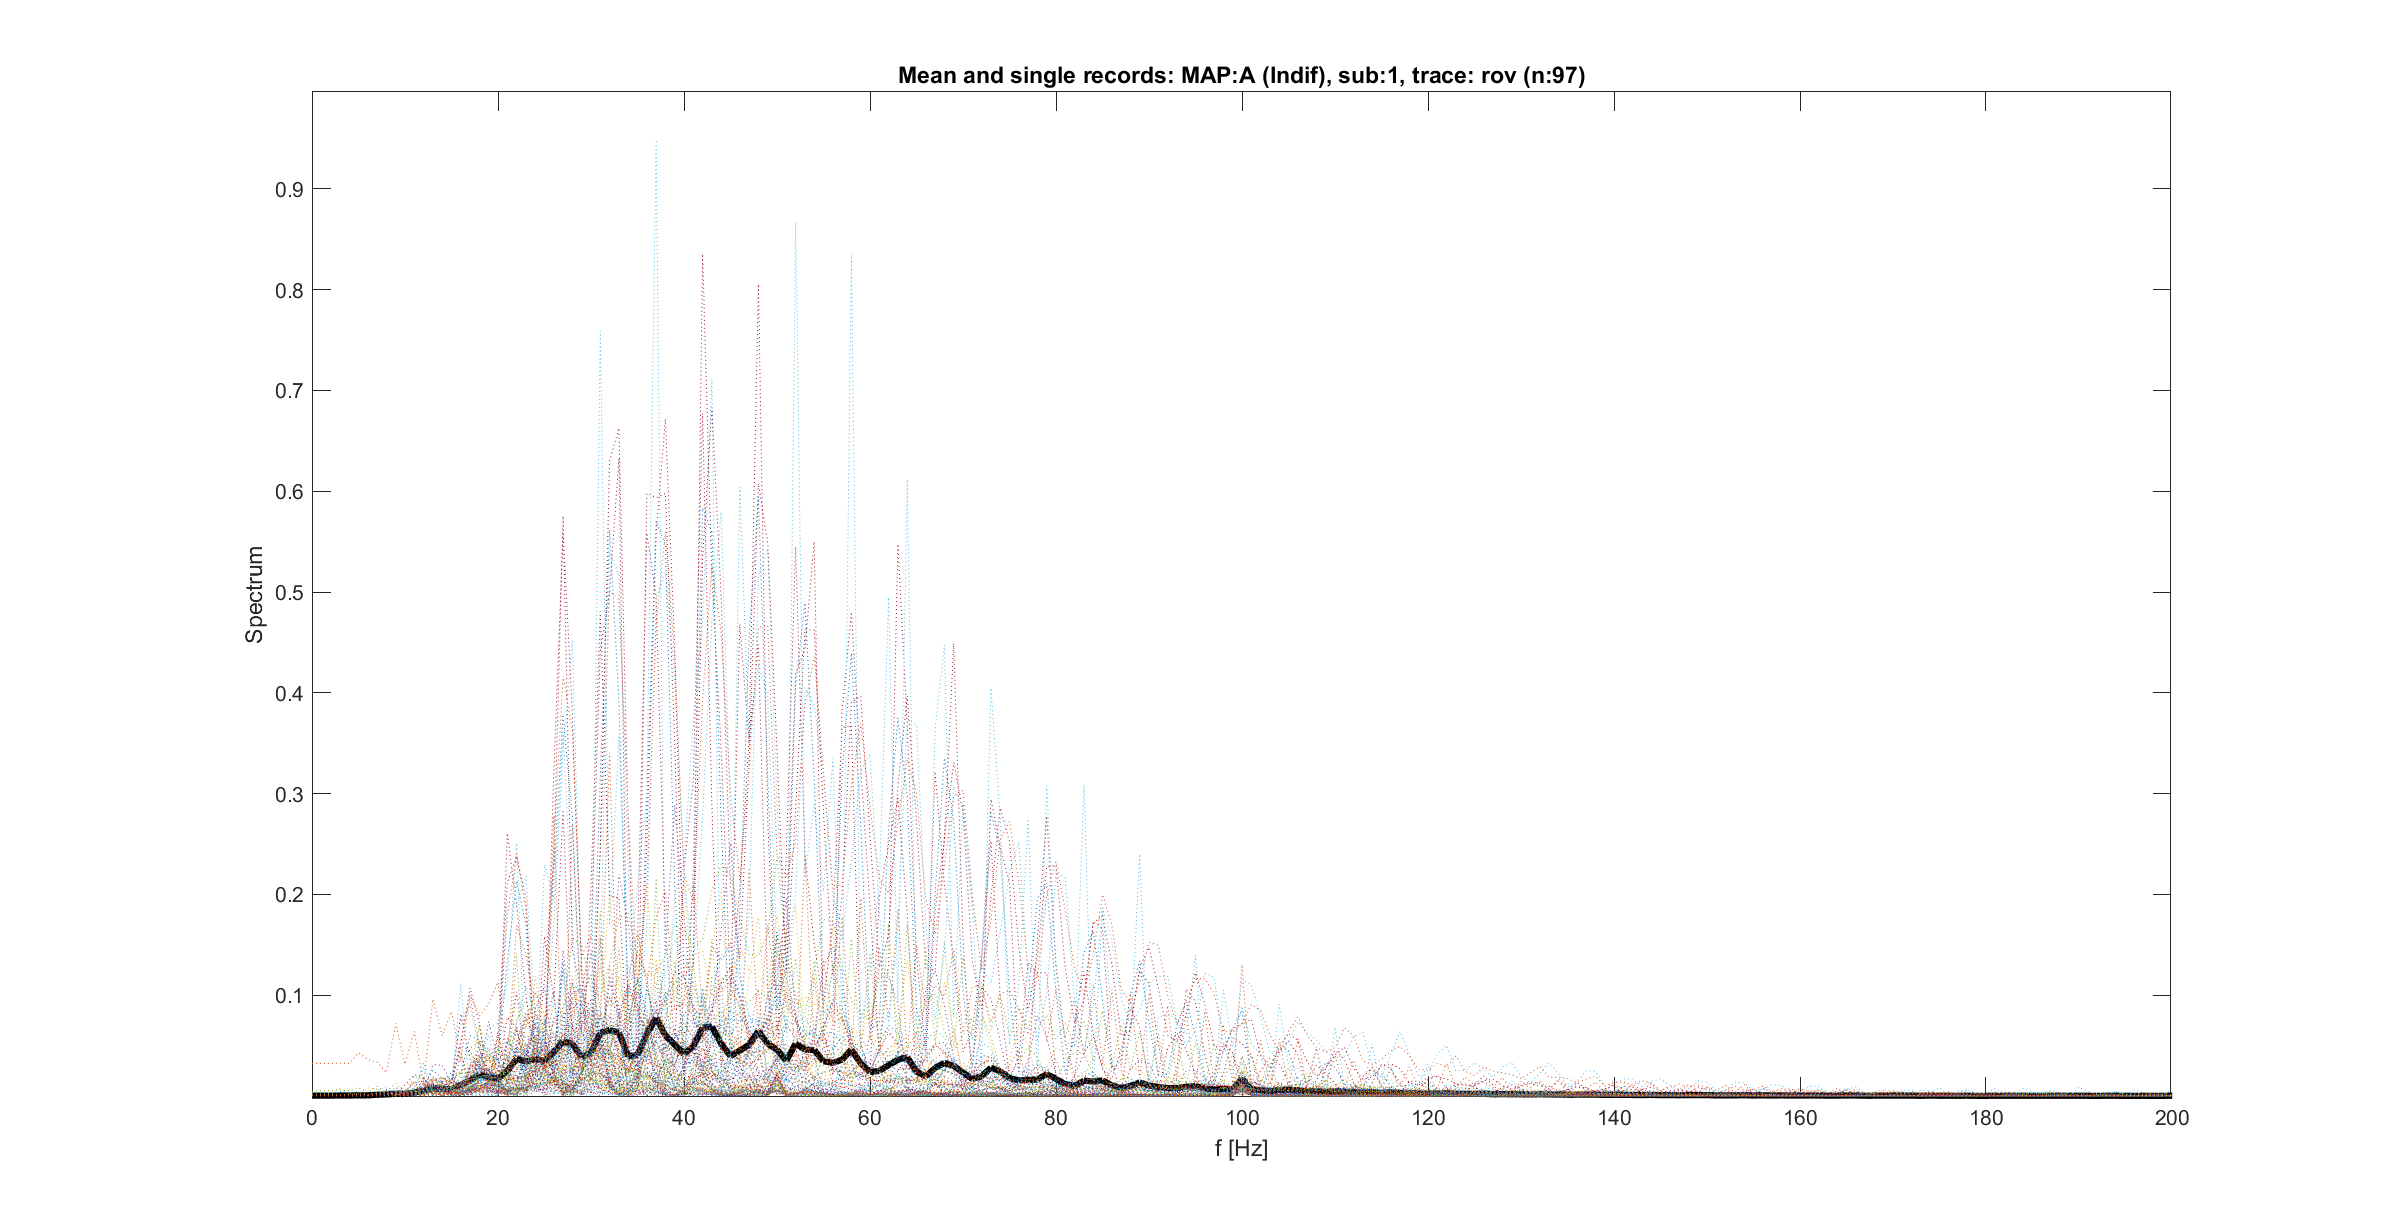 Mean and single records: MAP:A (Indif), sub:1, trace: rov (n:97)
0.9
0.8
0.7
0.6
0.5
0.4
0.3
0.2
0.1
Spectrum
0 20 40 60 80 100 120 140 160 180 200
f [Hz]